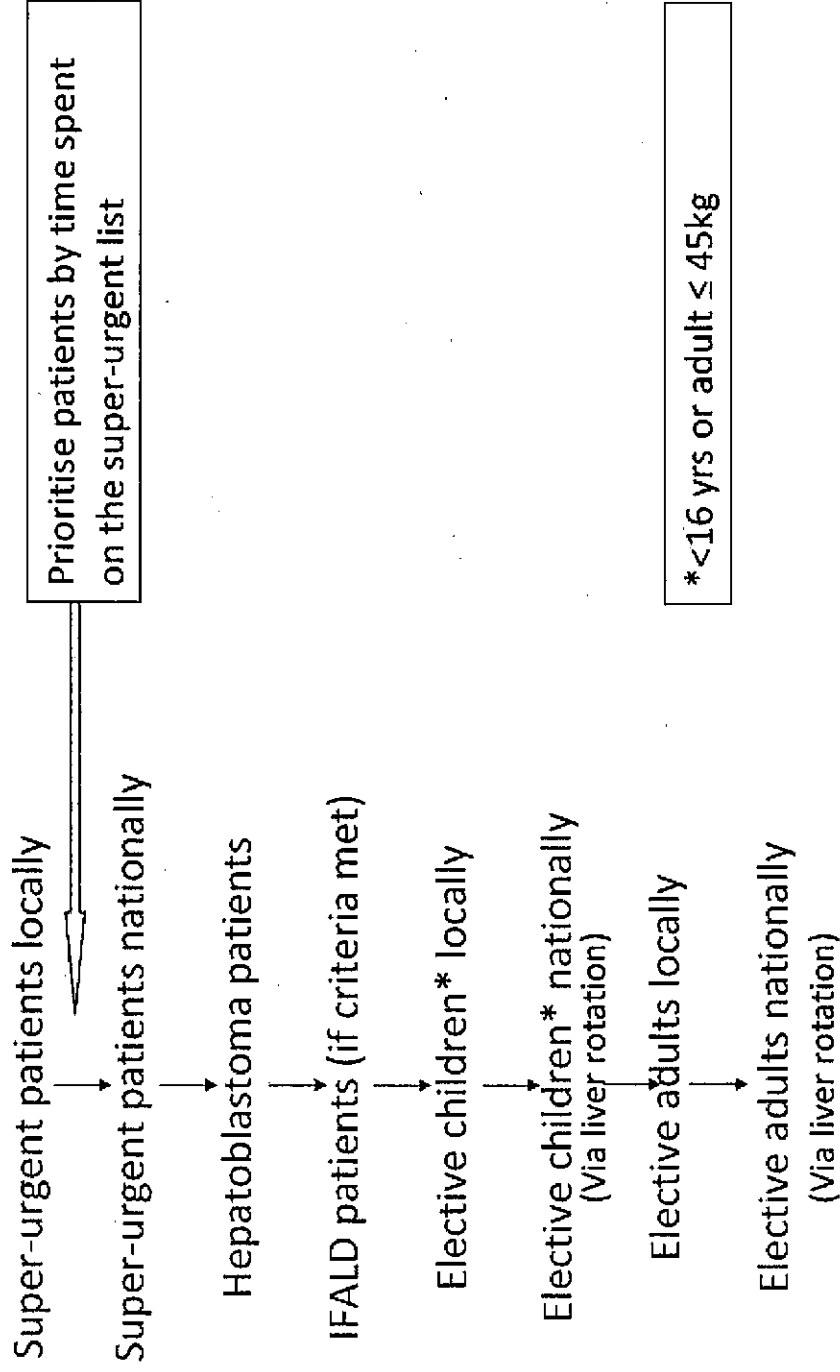 Super-urgent patients locally
Prioritise patients by time spent
on the super-urgent list
Super-urgent patients nationally
Hepatoblastoma patients
IFALD patients (if criteria met)
Elective children* locally
Elective children* nationally
(Via liver rotation)
Elective adults locally
*<16 yrs or adult ≤ 45kg
Elective adults nationally
(Via liver rotation)